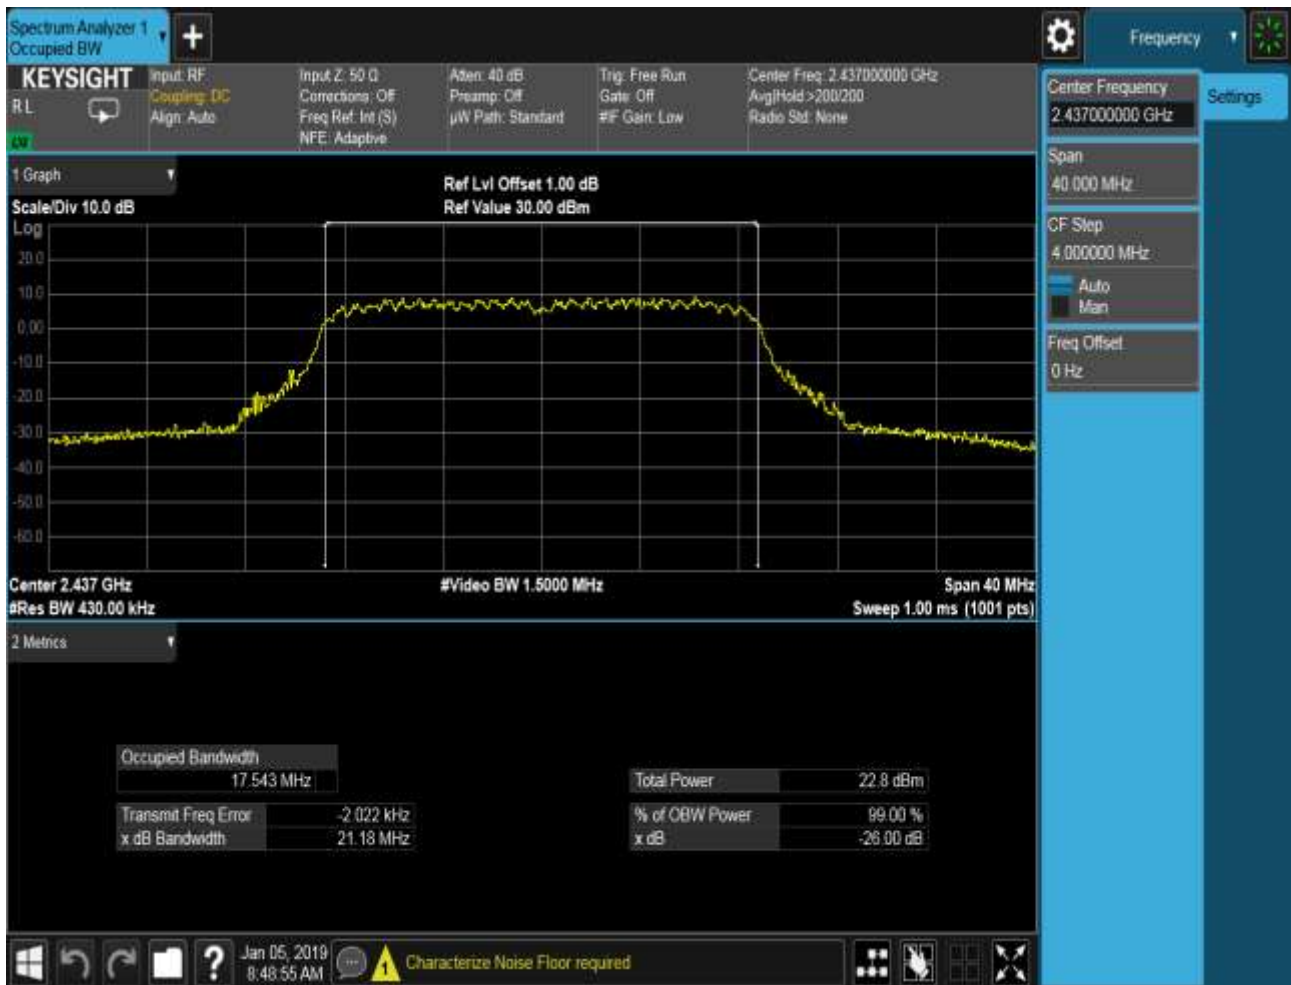 Spectrum Analyzer 1
Occupied BW
Frequency
KEYSIGHT
R L
Input: RF
Coupling: DC
Align: Auto
Input Z: 50 Ω
Corrections: Off
Freq Ref: Int (S)
NFE: Adaptive
Atten: 40 dB
Preamp: Off
µW Path: Standard
Trig: Free Run
Gate: Off
#IF Gain: Low
Center Freq: 2.437000000 GHz
Avg|Hold:>200/200
Radio Std: None
Center Frequency
2.437000000 GHz
Settings
Span
40.000 MHz
CF Step
4.000000 MHz
Auto
Man
Freq Offset
0 Hz
1 Graph
Scale/Div 10.0 dB
Ref Lvl Offset 1.00 dB
Ref Value 30.00 dBm
Log
20.0
10.0
0.00
-10.0
-20.0
-30.0
-40.0
-50.0
-60.0
Center 2.437 GHz
#Video BW 1.5000 MHz
Span 40 MHz
#Res BW 430.00 kHz
Sweep 1.00 ms (1001 pts)
2 Metrics
Occupied Bandwidth
17.543 MHz
Total Power 22.8 dBm
Transmit Freq Error -2.022 kHz
% of OBW Power 99.00 %
x dB Bandwidth 21.18 MHz
x dB -26.00 dB
Jan 05, 2019
8:48:55 AM
1
Characterize Noise Floor required